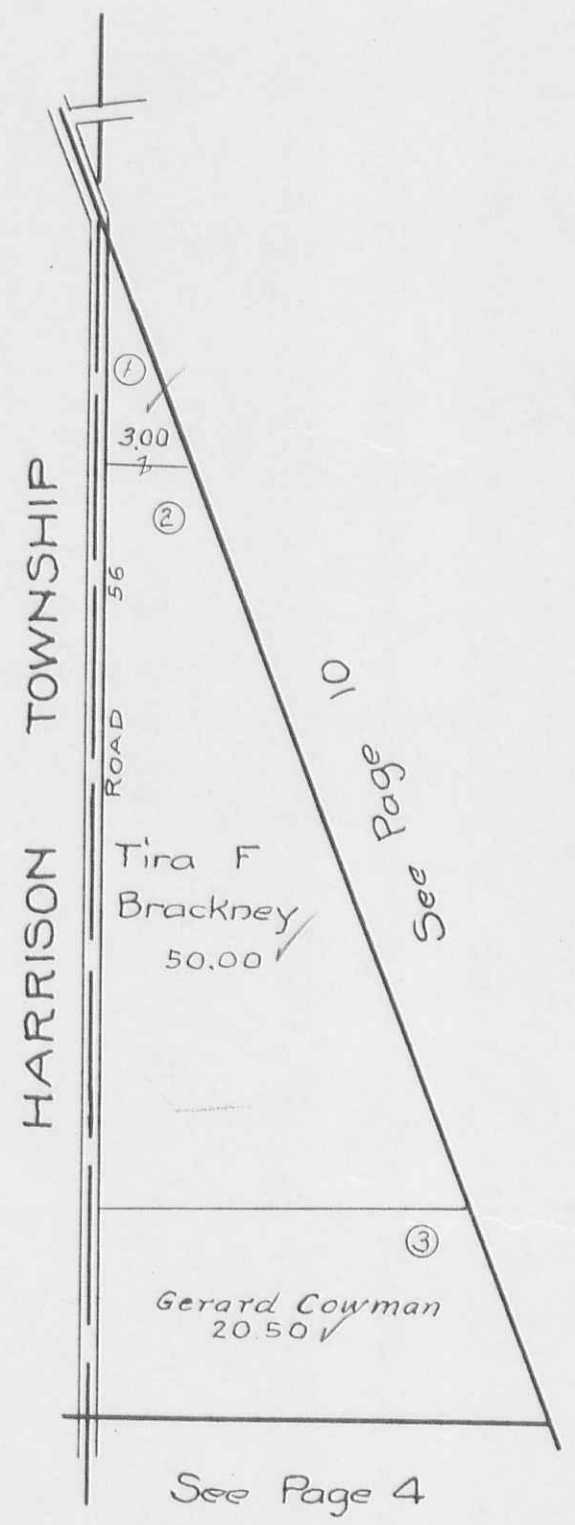 ①
3.00
②
HARRISON TOWNSHIP
ROAD 56
See Page 10
Tira F
Brackney
50.00 ✓
③
Gerard Cowman
20.50 ✓
See Page 4